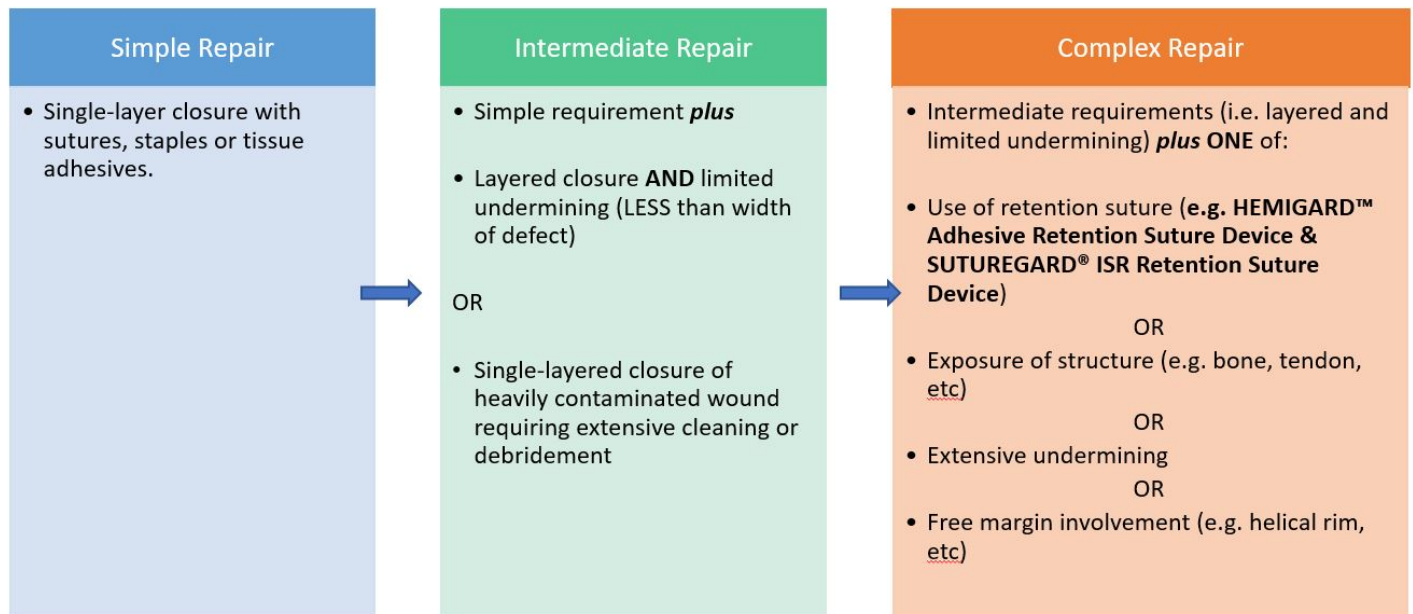 Simple Repair
• Single-layer closure with
sutures, staples or tissue
adhesives.
Intermediate Repair
• Simple requirement plus
• Layered closure AND limited
undermining (LESS than width
of defect)
OR
• Single-layered closure of
heavily contaminated wound
requiring extensive cleaning or
debridement
Complex Repair
• Intermediate requirements (i.e. layered and
limited undermining) plus ONE of:
• Use of retention suture (e.g. HEMIGARD™
Adhesive Retention Suture Device &
SUTUREGARD® ISR Retention Suture
Device)
OR
• Exposure of structure (e.g. bone, tendon,
etc)
OR
• Extensive undermining
OR
• Free margin involvement (e.g. helical rim,
etc)